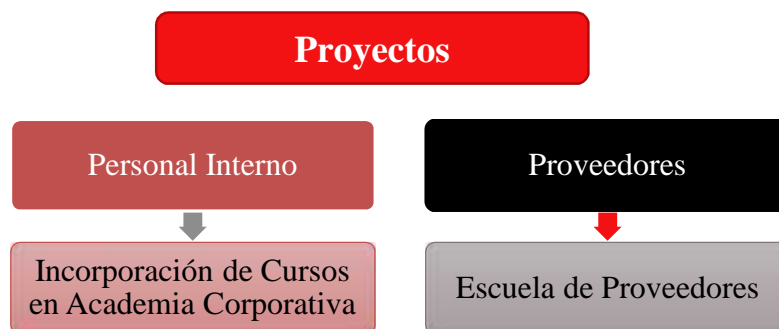 Proyectos
Personal Interno
Proveedores
Incorporación de Cursos
en Academia Corporativa
Escuela de Proveedores